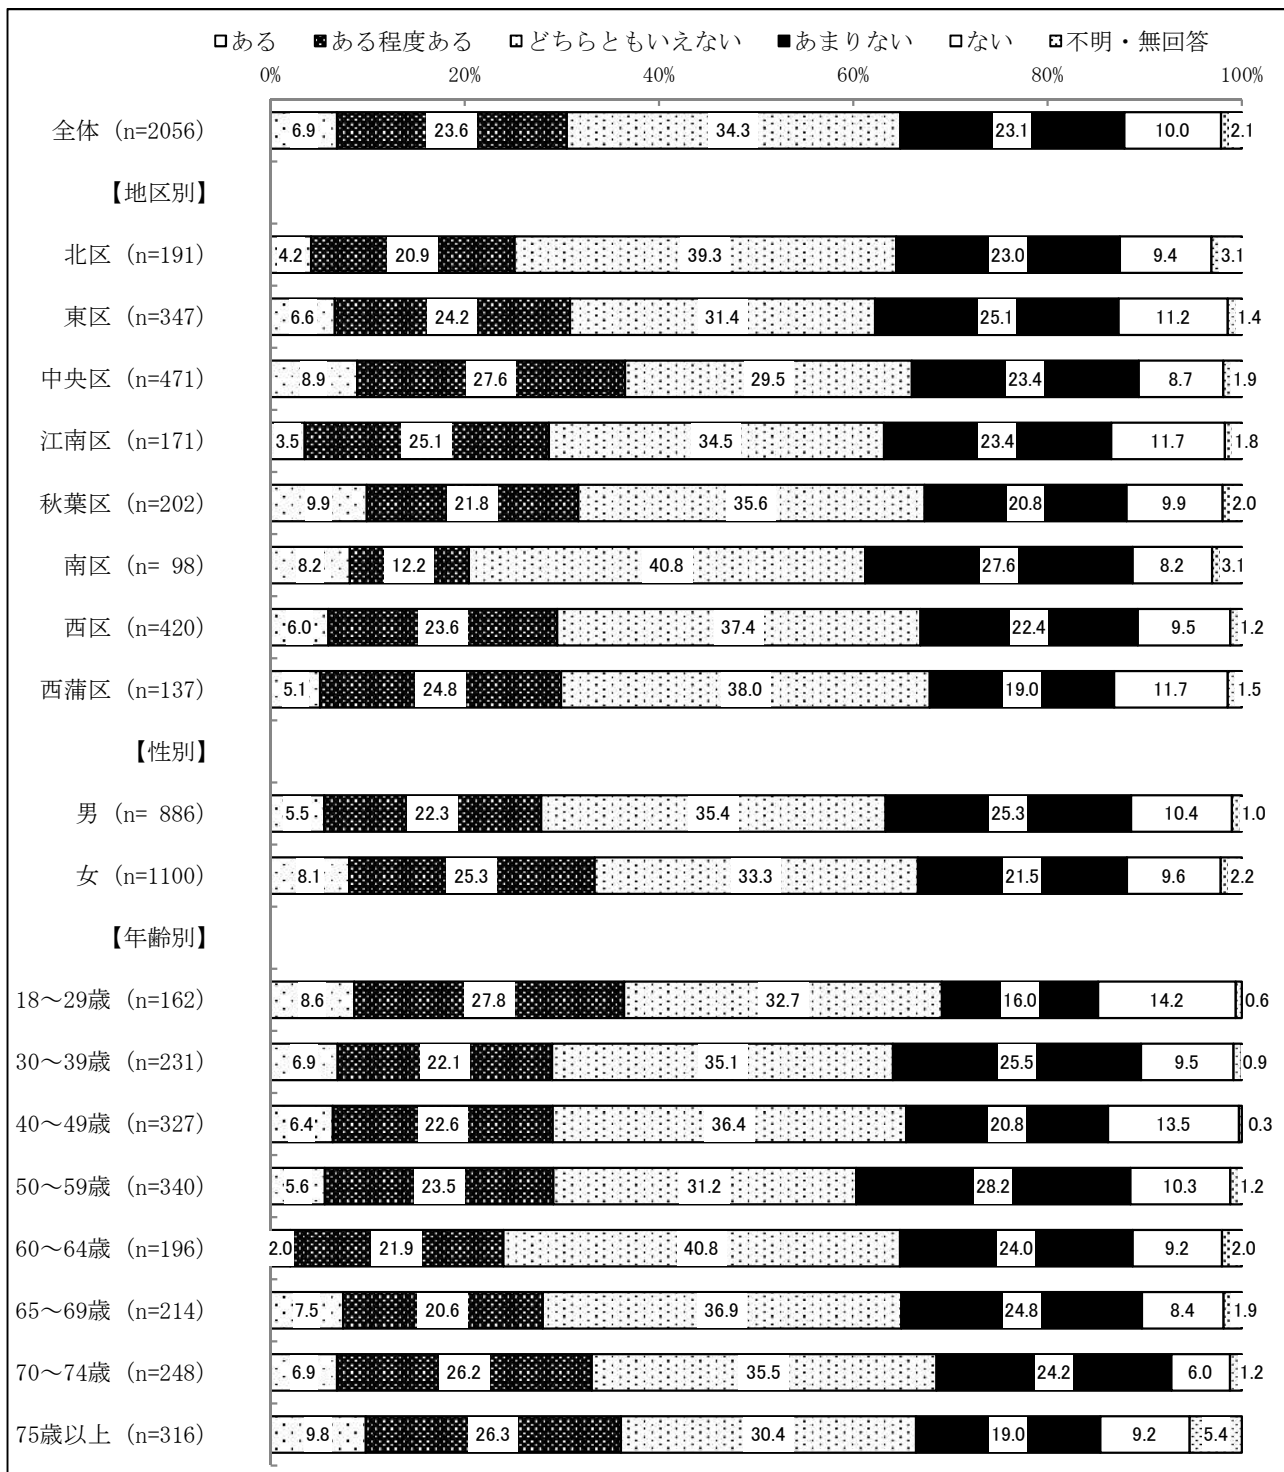 □ある ■ある程度ある □どちらともいえない ■あまりない □ない □不明・無回答
0% 20% 40% 60% 80% 100%
全体 (n=2056) 6.9 23.6 34.3 23.1 10.0 2.1
【地区別】
北区 (n=191) 4.2 20.9 39.3 23.0 9.4 3.1
東区 (n=347) 6.6 24.2 31.4 25.1 11.2 1.4
中央区 (n=471) 8.9 27.6 29.5 23.4 8.7 1.9
江南区 (n=171) 3.5 25.1 34.5 23.4 11.7 1.8
秋葉区 (n=202) 9.9 21.8 35.6 20.8 9.9 2.0
南区 (n= 98) 8.2 12.2 40.8 27.6 8.2 3.1
西区 (n=420) 6.0 23.6 37.4 22.4 9.5 1.2
西蒲区 (n=137) 5.1 24.8 38.0 19.0 11.7 1.5
【性別】
男 (n= 886) 5.5 22.3 35.4 25.3 10.4 1.0
女 (n=1100) 8.1 25.3 33.3 21.5 9.6 2.2
【年齢別】
18～29歳 (n=162) 8.6 27.8 32.7 16.0 14.2 0.6
30～39歳 (n=231) 6.9 22.1 35.1 25.5 9.5 0.9
40～49歳 (n=327) 6.4 22.6 36.4 20.8 13.5 0.3
50～59歳 (n=340) 5.6 23.5 31.2 28.2 10.3 1.2
60～64歳 (n=196) 2.0 21.9 40.8 24.0 9.2 2.0
65～69歳 (n=214) 7.5 20.6 36.9 24.8 8.4 1.9
70～74歳 (n=248) 6.9 26.2 35.5 24.2 6.0 1.2
75歳以上 (n=316) 9.8 26.3 30.4 19.0 9.2 5.4